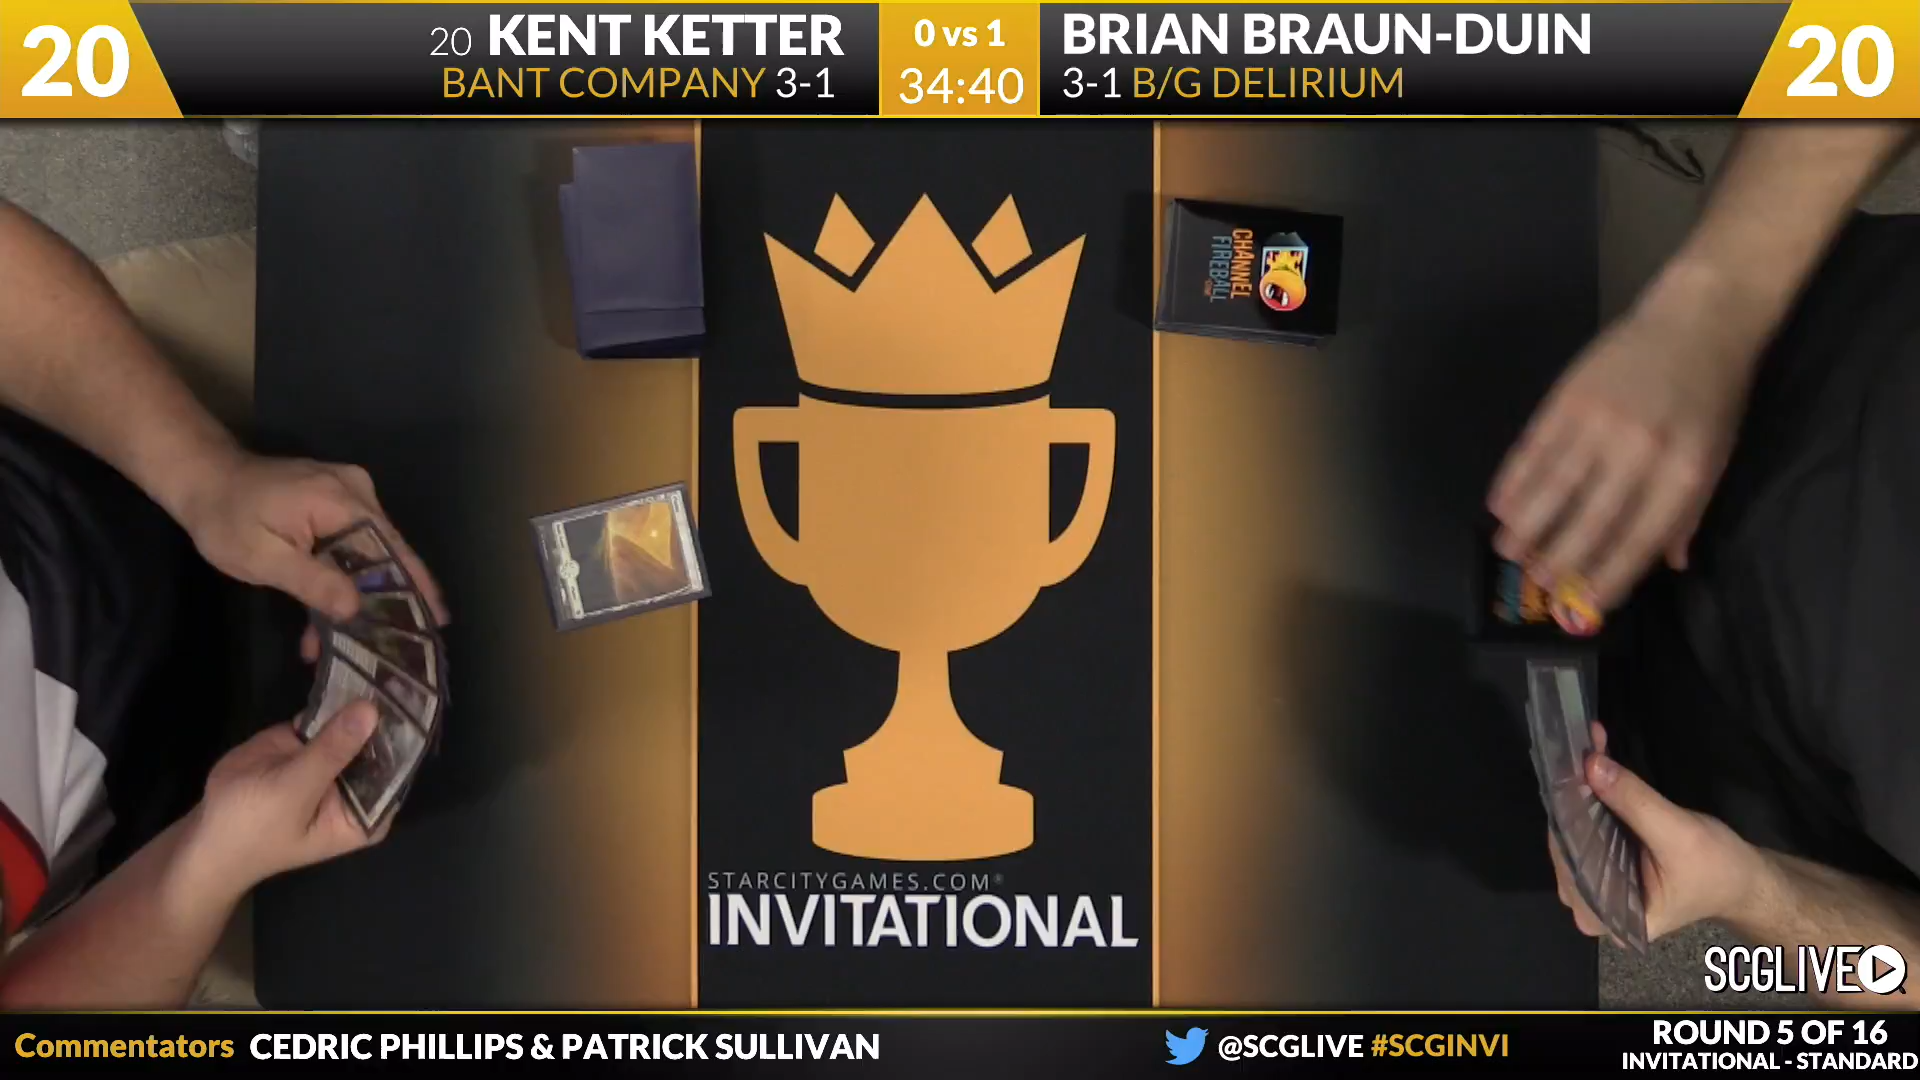 20
20 KENT KETTER
BANT COMPANY 3-1
0 vs 1
34:40
BRIAN BRAUN-DUIN
3-1 B/G DELIRIUM
20
CHANNEL
FIREBALL
STARCITYGAMES.COM®
INVITATIONAL
SCGLIVE
Commentators CEDRIC PHILLIPS & PATRICK SULLIVAN
@SCGLIVE #SCGINVI
ROUND 5 OF 16
INVITATIONAL - STANDARD